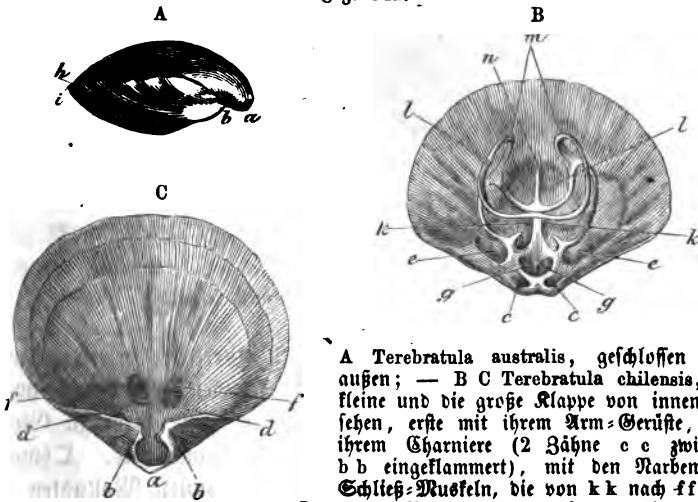 A
B
m
n
h
i
b
a
l
l
C
k
k
e
e
g
g
c
c
f
f
d
d
b
b
a
A Terebratula australis, geſchloſſen
außen; — B C Terebratula chilensis,
kleine und die große Klappe von innen
ſehen, erſte mit ihrem Arm-Gerüſte,
ihrem Charniere (2 Zähne c c zwi
b b eingeklammert), mit den Narben
Schließ-Muskeln, die von k k nach f f